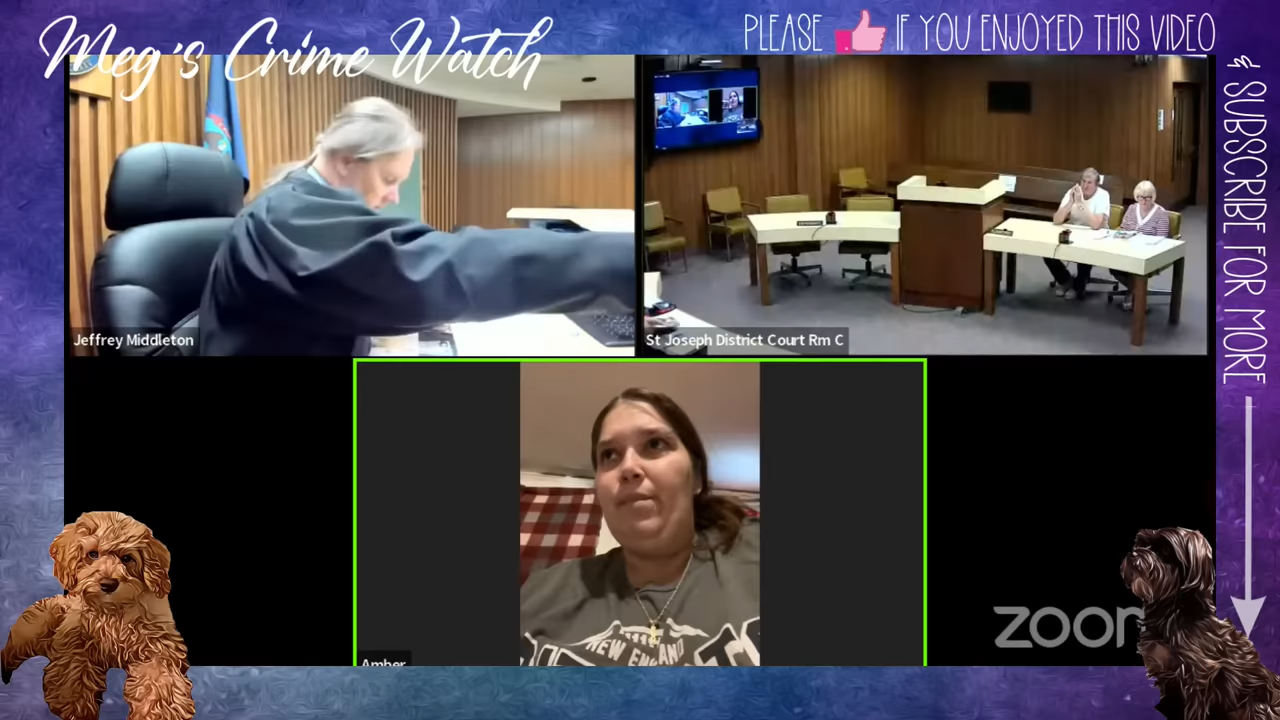 Meg's Crime Watch
PLEASE 👍 IF YOU ENJOYED THIS VIDEO
& SUBSCRIBE FOR MORE
Jeffrey Middleton
St Joseph District Court Rm C
NEW ENGLAND
Amber
zoom